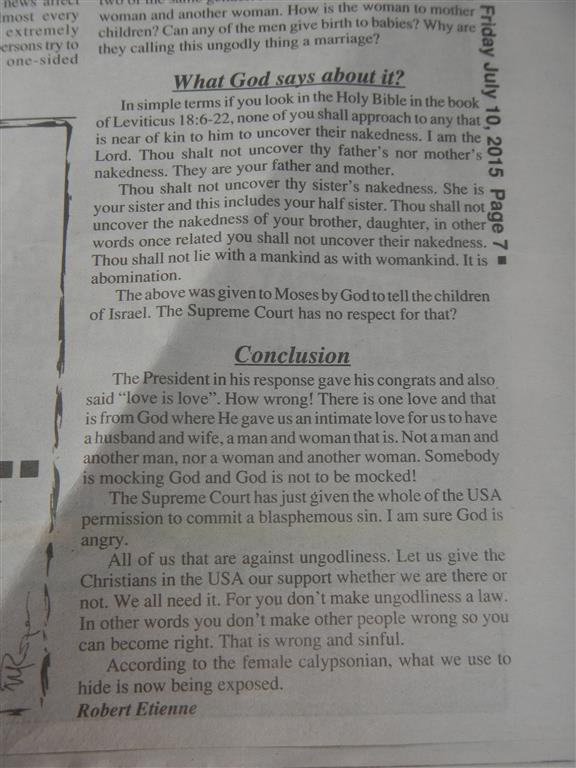 news affect
most every
extremely
ersons try to
one-sided
woman and another woman. How is the woman to mother
children? Can any of the men give birth to babies? Why are
they calling this ungodly thing a marriage?
What God says about it?
In simple terms if you look in the Holy Bible in the book
of Leviticus 18:6-22, none of you shall approach to any that
is near of kin to him to uncover their nakedness. I am the
Lord. Thou shalt not uncover thy father's nor mother's
nakedness. They are your father and mother.
Thou shalt not uncover thy sister's nakedness. She is
your sister and this includes your half sister. Thou shall not
uncover the nakedness of your brother, daughter, in other
words once related you shall not uncover their nakedness.
Thou shall not lie with a mankind as with womankind. It is
abomination.
The above was given to Moses by God to tell the children
of Israel. The Supreme Court has no respect for that?
Conclusion
The President in his response gave his congrats and also
said “love is love”. How wrong! There is one love and that
is from God where He gave us an intimate love for us to have
a husband and wife, a man and woman that is. Not a man and
another man, nor a woman and another woman. Somebody
is mocking God and God is not to be mocked!
The Supreme Court has just given the whole of the USA
permission to commit a blasphemous sin. I am sure God is
angry.
All of us that are against ungodliness. Let us give the
Christians in the USA our support whether we are there or
not. We all need it. For you don't make ungodliness a law.
In other words you don't make other people wrong so you
can become right. That is wrong and sinful.
According to the female calypsonian, what we use to
hide is now being exposed.
Robert Etienne
Friday July 10, 2015 Page 7